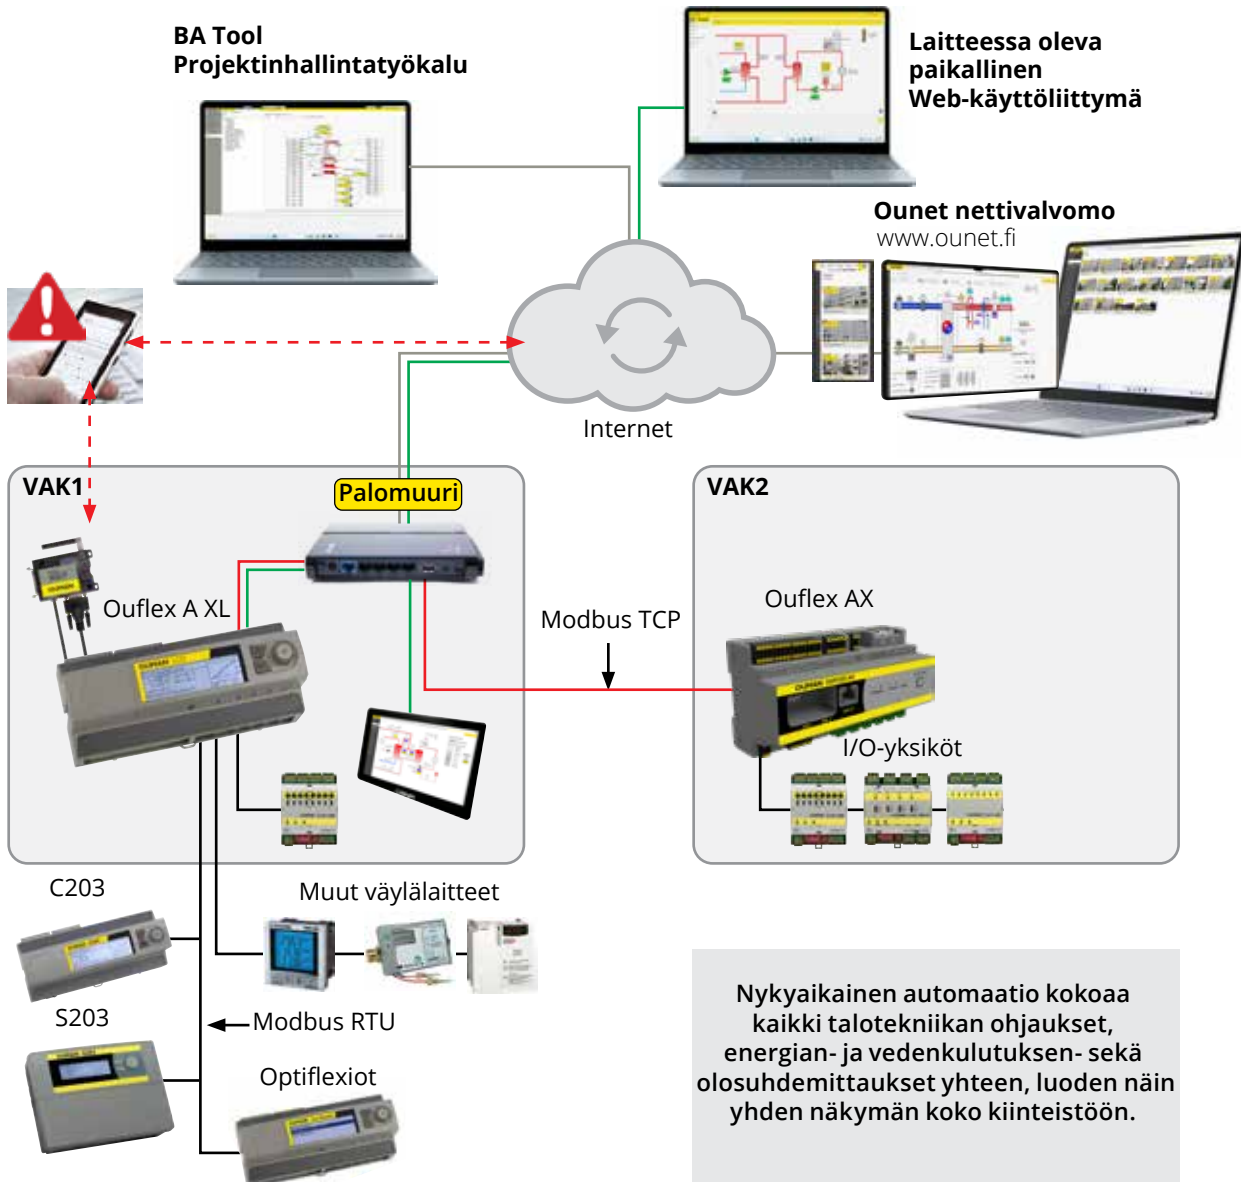 BA Tool
Projektinhallintatyökalu
Laitteessa oleva
paikallinen
Web-käyttöliittymä
Ounet nettivalvomo
www.ounet.fi
Internet
VAK1
Palomuuri
VAK2
Ouflex A XL
Modbus TCP
Ouflex AX
I/O-yksiköt
C203
Muut väylälaitteet
S203
Modbus RTU
Optiflexiot
Nykyaikainen automaatio kokoaa
kaikki talotekniikan ohjaukset,
energian- ja vedenkulutuksen- sekä
olosuhdemittaukset yhteen, luoden näin
yhden näkymän koko kiinteistöön.